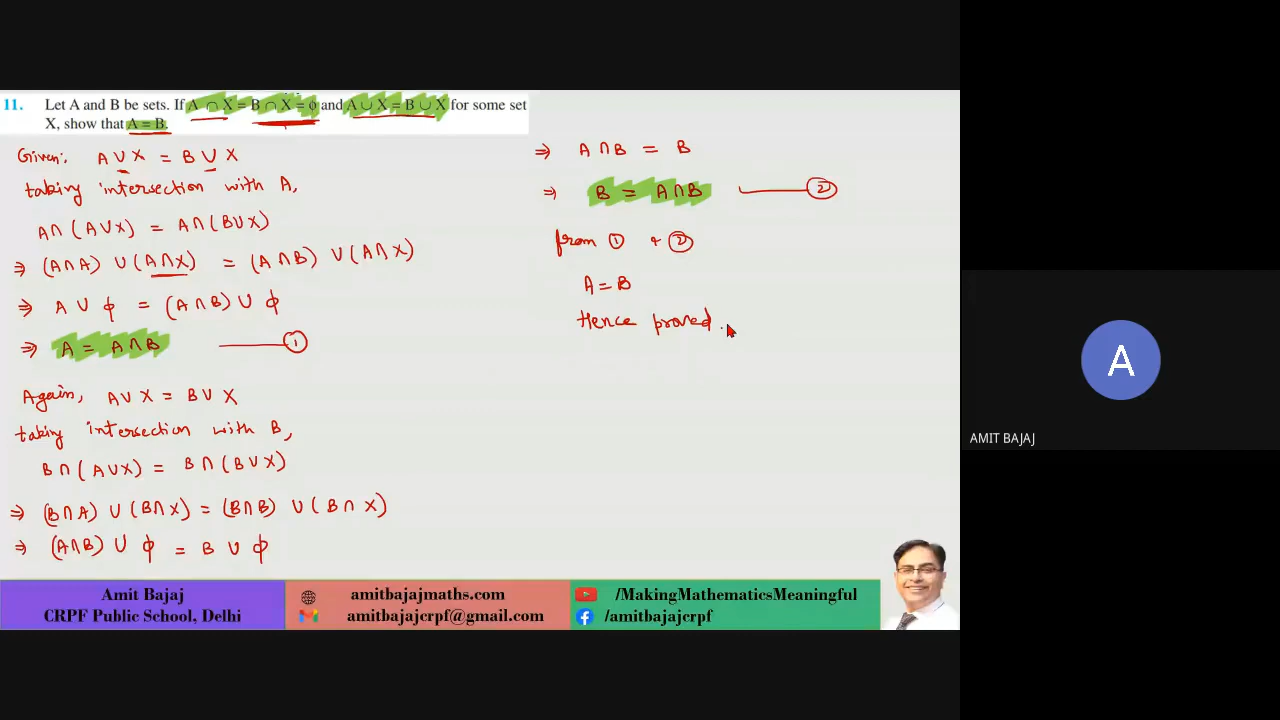 11. Let A and B be sets. If A ∩ X = B ∩ X = ϕ and A ∪ X = B ∪ X for some set
X, show that A = B.
Given: A ∪ X = B ∪ X
taking intersection with A,
A ∩ (A ∪ X) = A ∩ (B ∪ X)
⇒ (A ∩ A) ∪ (A ∩ X) = (A ∩ B) ∪ (A ∩ X)
⇒ A ∪ ϕ = (A ∩ B) ∪ ϕ
⇒ A = A ∩ B ①
Again, A ∪ X = B ∪ X
taking intersection with B,
B ∩ (A ∪ X) = B ∩ (B ∪ X)
⇒ (B ∩ A) ∪ (B ∩ X) = (B ∩ B) ∪ (B ∩ X)
⇒ (A ∩ B) ∪ ϕ = B ∪ ϕ
⇒ A ∩ B = B
⇒ B = A ∩ B ②
from ① & ②
A = B
Hence proved.
A
AMIT BAJAJ
Amit Bajaj
CRPF Public School, Delhi
amitbajajmaths.com
amitbajajcrpf@gmail.com
/MakingMathematicsMeaningful
/amitbajajcrpf